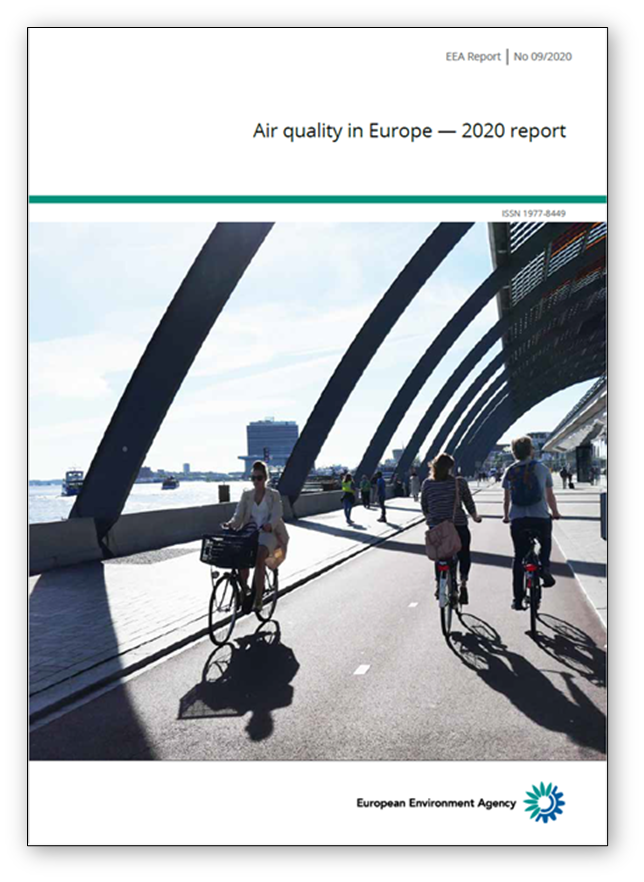 EEA Report | No 09/2020
Air quality in Europe — 2020 report
ISSN 1977-8449
European Environment Agency